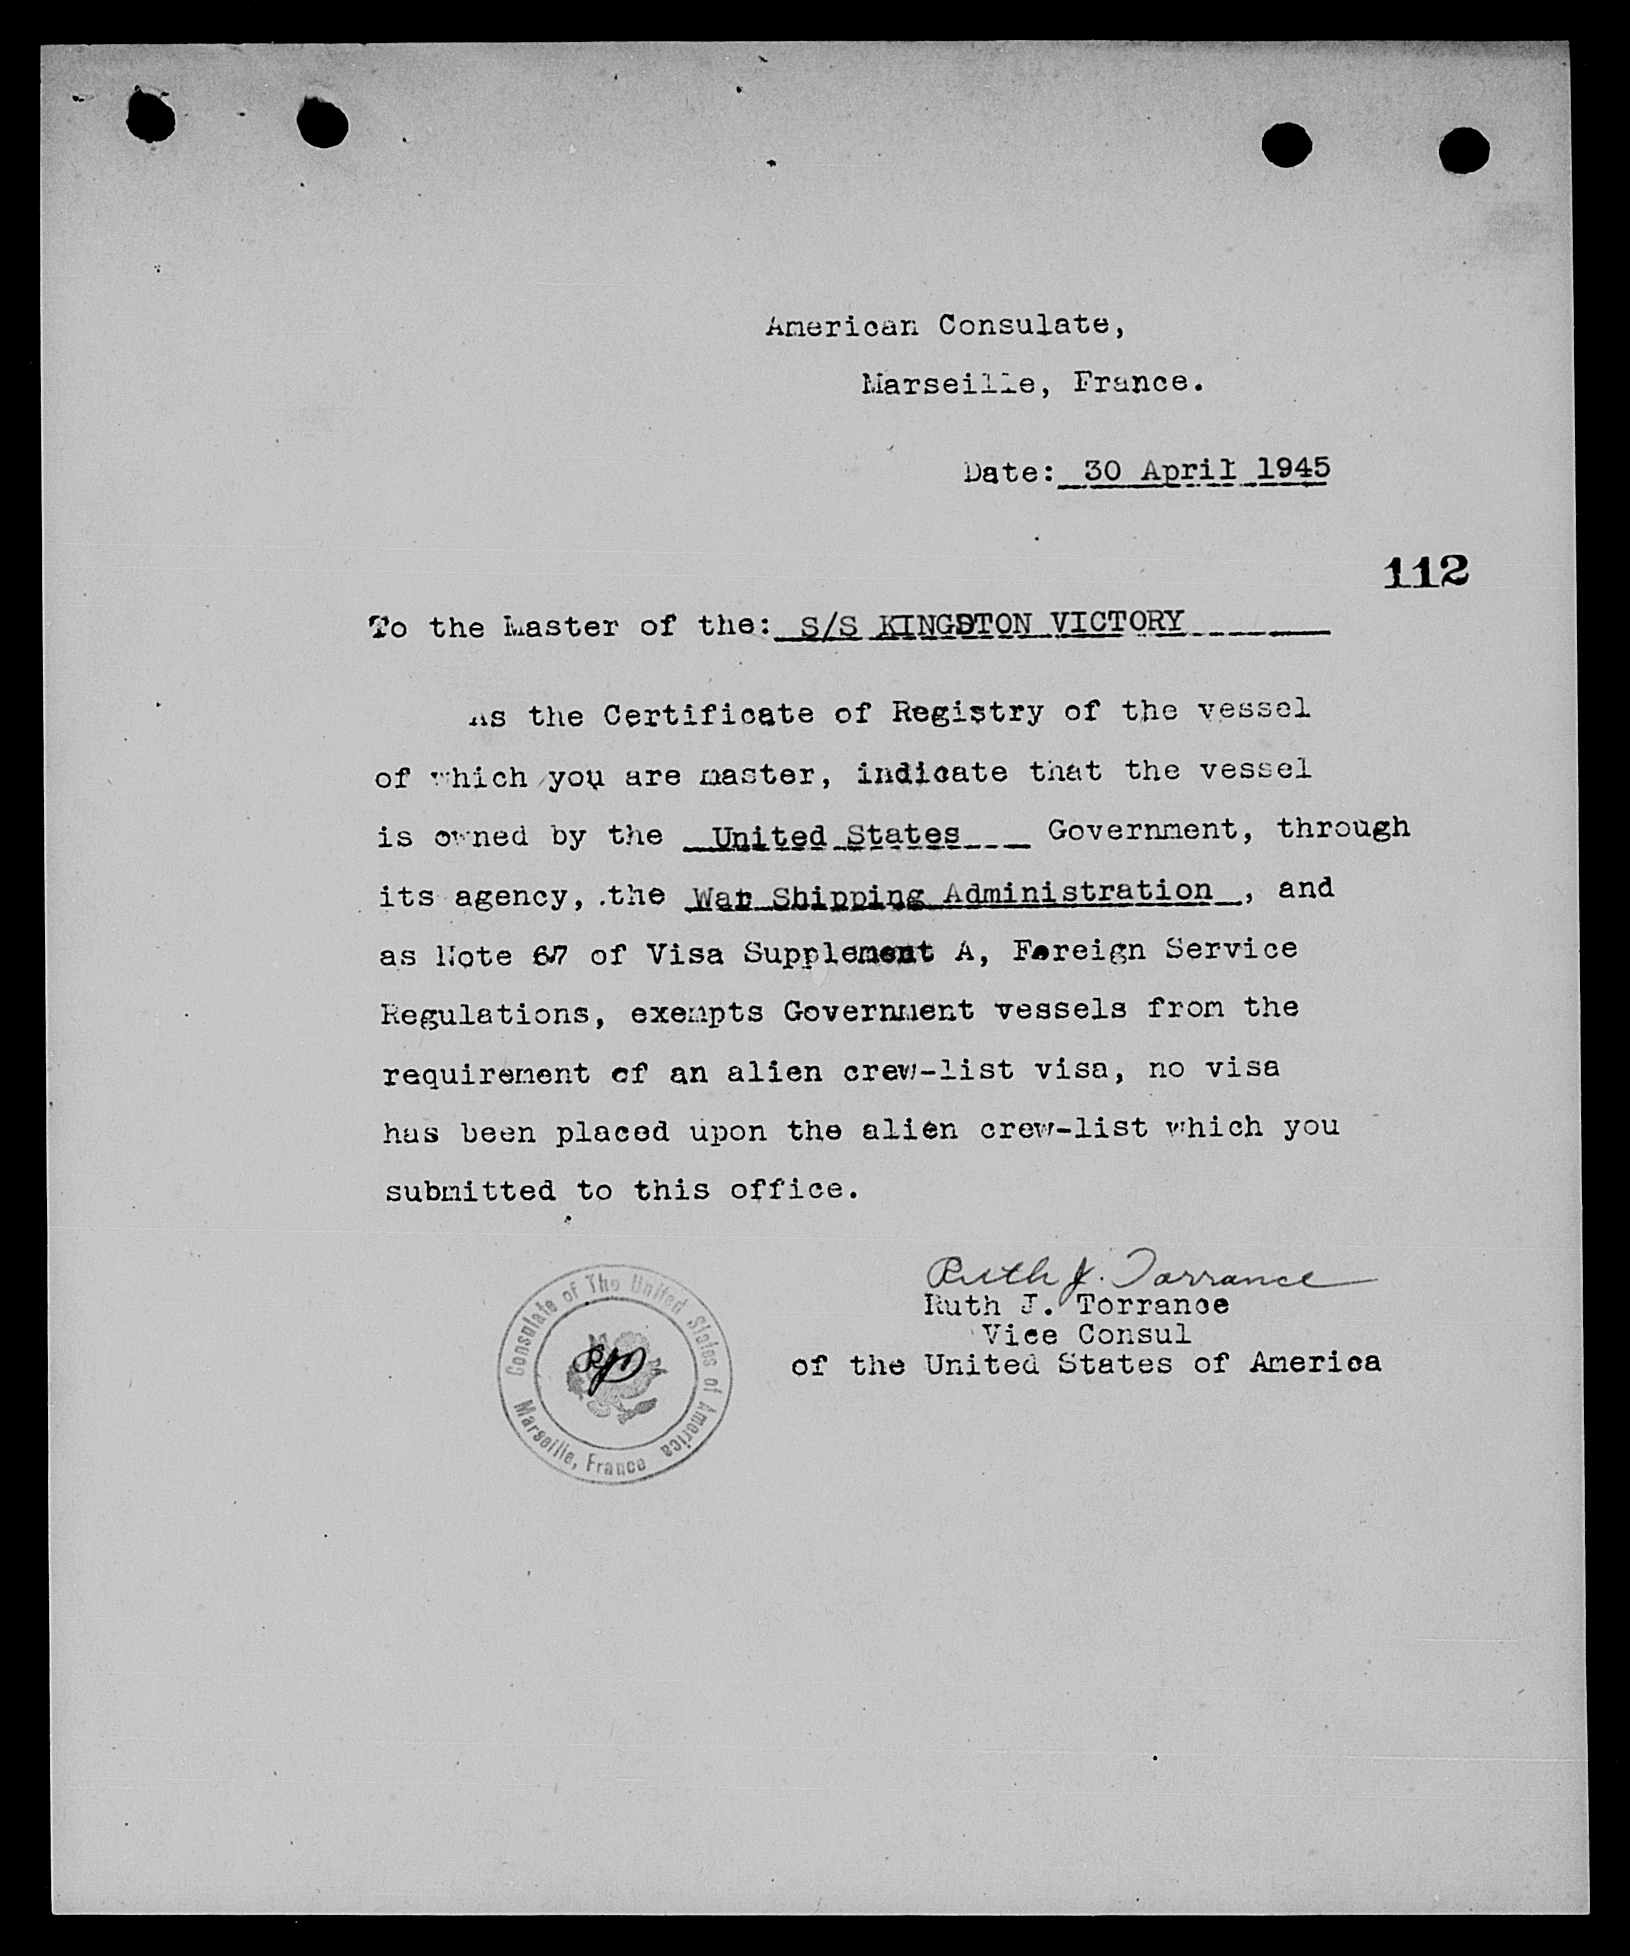 American Consulate,
Marseille, France.
Date: 30 April 1945
112
To the Master of the: S/S KINGSTON VICTORY
As the Certificate of Registry of the vessel
of which you are master, indicate that the vessel
is owned by the United States Government, through
its agency, the War Shipping Administration, and
as Note 67 of Visa Supplement A, Foreign Service
Regulations, exempts Government vessels from the
requirement of an alien crew-list visa, no visa
has been placed upon the alien crew-list which you
submitted to this office.
Ruth J. Torrance
Ruth J. Torrance
Vice Consul
of the United States of America
Consulate of The United States of America
Marseille, France